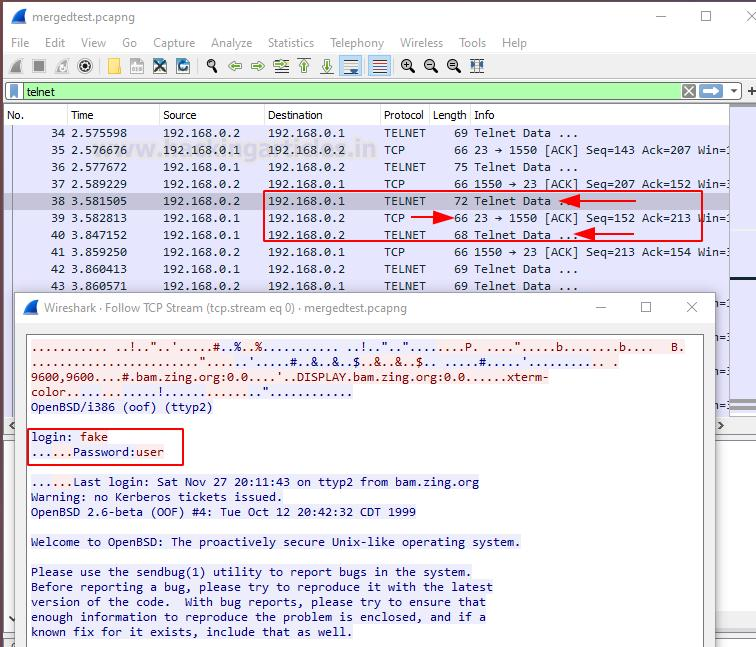 mergedtest.pcapng
File Edit View Go Capture Analyze Statistics Telephony Wireless Tools Help
telnet
No. Time Source Destination Protocol Length Info
34 2.575598 192.168.0.2 192.168.0.1 TELNET 69 Telnet Data ...
35 2.576676 192.168.0.1 192.168.0.2 TCP 66 23 → 1550 [ACK] Seq=143 Ack=207 Win=1
36 2.577672 192.168.0.1 192.168.0.2 TELNET 75 Telnet Data ...
37 2.589229 192.168.0.2 192.168.0.1 TCP 66 1550 → 23 [ACK] Seq=207 Ack=152 Win=3
38 3.581505 192.168.0.2 192.168.0.1 TELNET 72 Telnet Data ...
39 3.582813 192.168.0.1 192.168.0.2 TCP 66 23 → 1550 [ACK] Seq=152 Ack=213 Win=1
40 3.847152 192.168.0.1 192.168.0.2 TELNET 68 Telnet Data ...
41 3.859250 192.168.0.2 192.168.0.1 TCP 66 1550 → 23 [ACK] Seq=213 Ack=154 Win=3
42 3.860413 192.168.0.1 192.168.0.2 TELNET 69 Telnet Data ...
43 3.860571 192.168.0.2 192.168.0.1 TELNET 69 Telnet Data ...
www.hackingarticles.in
Wireshark · Follow TCP Stream (tcp.stream eq 0) · mergedtest.pcapng
.......... ..!.."..'.....#..%..%........... ..!..".."........P. ....".....b........b.... B.
........................."......'.....#..&..&..$..&..&..$.. .....#.....'........... .
9600,9600....#.bam.zing.org:0.0....'..DISPLAY.bam.zing.org:0.0......xterm-
color.............!.............."............
OpenBSD/i386 (oof) (ttyp2)
login: fake
......Password:user
......Last login: Sat Nov 27 20:11:43 on ttyp2 from bam.zing.org
Warning: no Kerberos tickets issued.
OpenBSD 2.6-beta (OOF) #4: Tue Oct 12 20:42:32 CDT 1999
Welcome to OpenBSD: The proactively secure Unix-like operating system.
Please use the sendbug(1) utility to report bugs in the system.
Before reporting a bug, please try to reproduce it with the latest
version of the code. With bug reports, please try to ensure that
enough information to reproduce the problem is enclosed, and if a
known fix for it exists, include that as well.